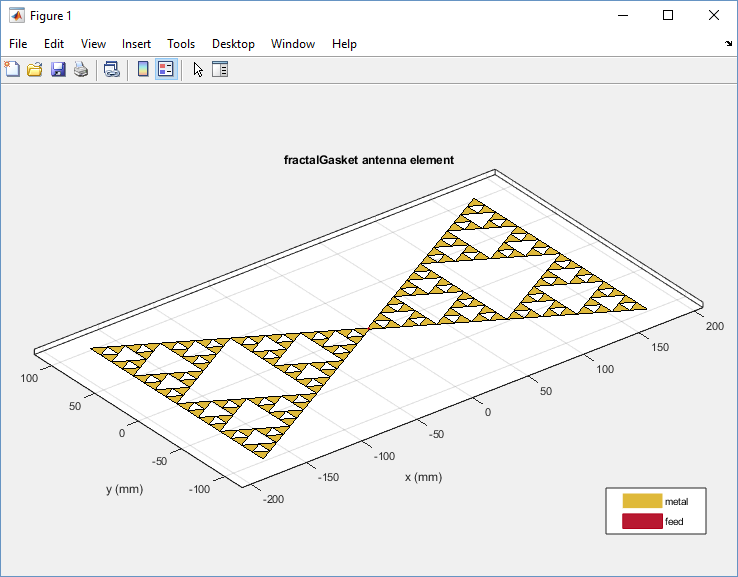 Figure 1
File Edit View Insert Tools Desktop Window Help
fractalGasket antenna element
100
50
0
-50
-100
y (mm)
-200
-150
-100
-50
0
50
100
150
200
x (mm)
metal
feed